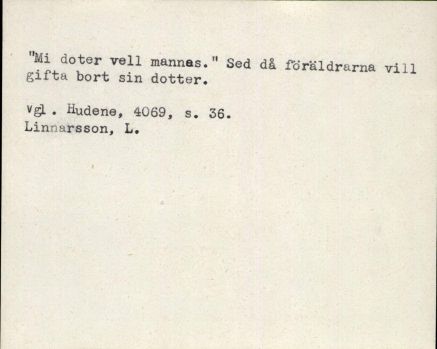 "Mi doter vell mannas." Sed då föräldrarna vill
gifta bort sin dotter.
Vgl. Hudene, 4069, s. 36.
Linnarsson, L.